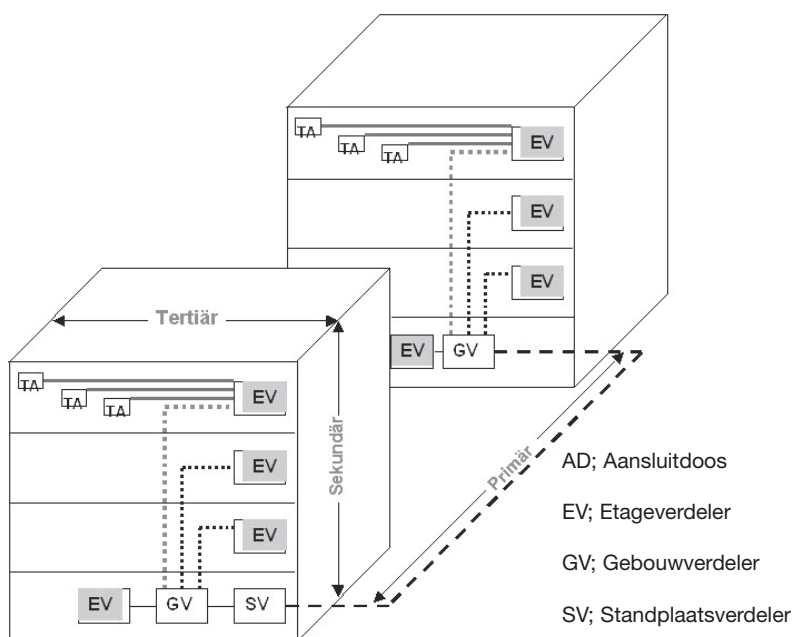 TA
TA
TA
EV
EV
EV
EV GV
Tertiär
Sekundär
Primär
TA
TA
TA
EV
EV
EV
EV GV SV
AD; Aansluitdoos
EV; Etageverdeler
GV; Gebouwverdeler
SV; Standplaatsverdeler